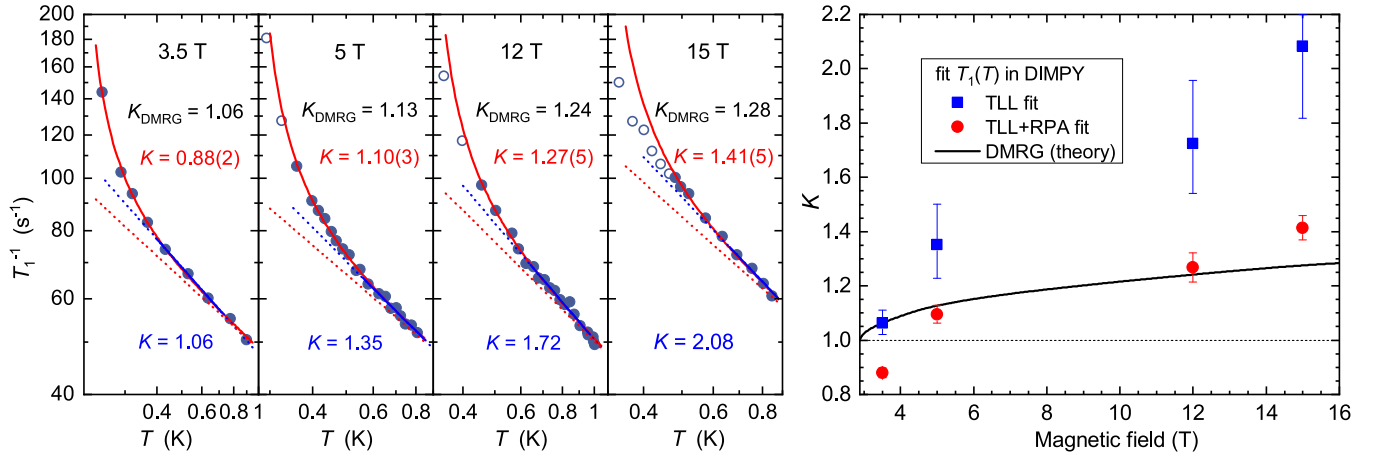 180
160
140
120
100
80
60
40
T₁⁻¹ (s⁻¹)
3.5 T
K_DMRG = 1.06
K = 0.88(2)
K = 1.06
0.4 0.6 0.8 1
T (K)
5 T
K_DMRG = 1.13
K = 1.10(3)
K = 1.35
0.4 0.6 0.8
T (K)
12 T
K_DMRG = 1.24
K = 1.27(5)
K = 1.72
0.4 0.6 0.8 1
T (K)
15 T
K_DMRG = 1.28
K = 1.41(5)
K = 2.08
0.4 0.6 0.8
T (K)
2.2
2.0
1.8
1.6
1.4
1.2
1.0
0.8
K
fit T₁(T) in DIMPY
TLL fit
TLL+RPA fit
DMRG (theory)
4 6 8 10 12 14 16
Magnetic field (T)